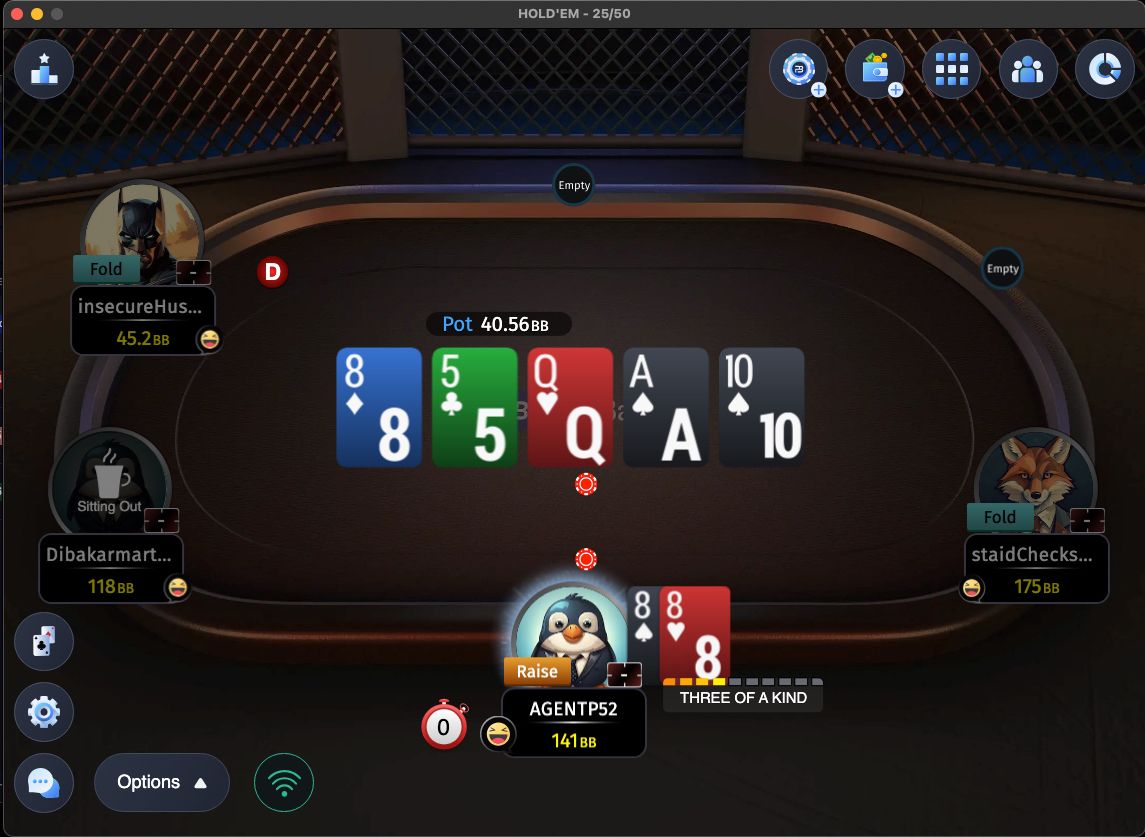 HOLD'EM - 25/50
Empty
Empty
Fold
D
insecureHus...
45.2BB
Pot 40.56BB
8 8
5 5
Q Q
A A
10 10
Sitting Out
Fold
Dibakarmart...
118BB
staidChecks...
175BB
8
8 8
Raise
THREE OF A KIND
AGENTP52
0
141BB
Options